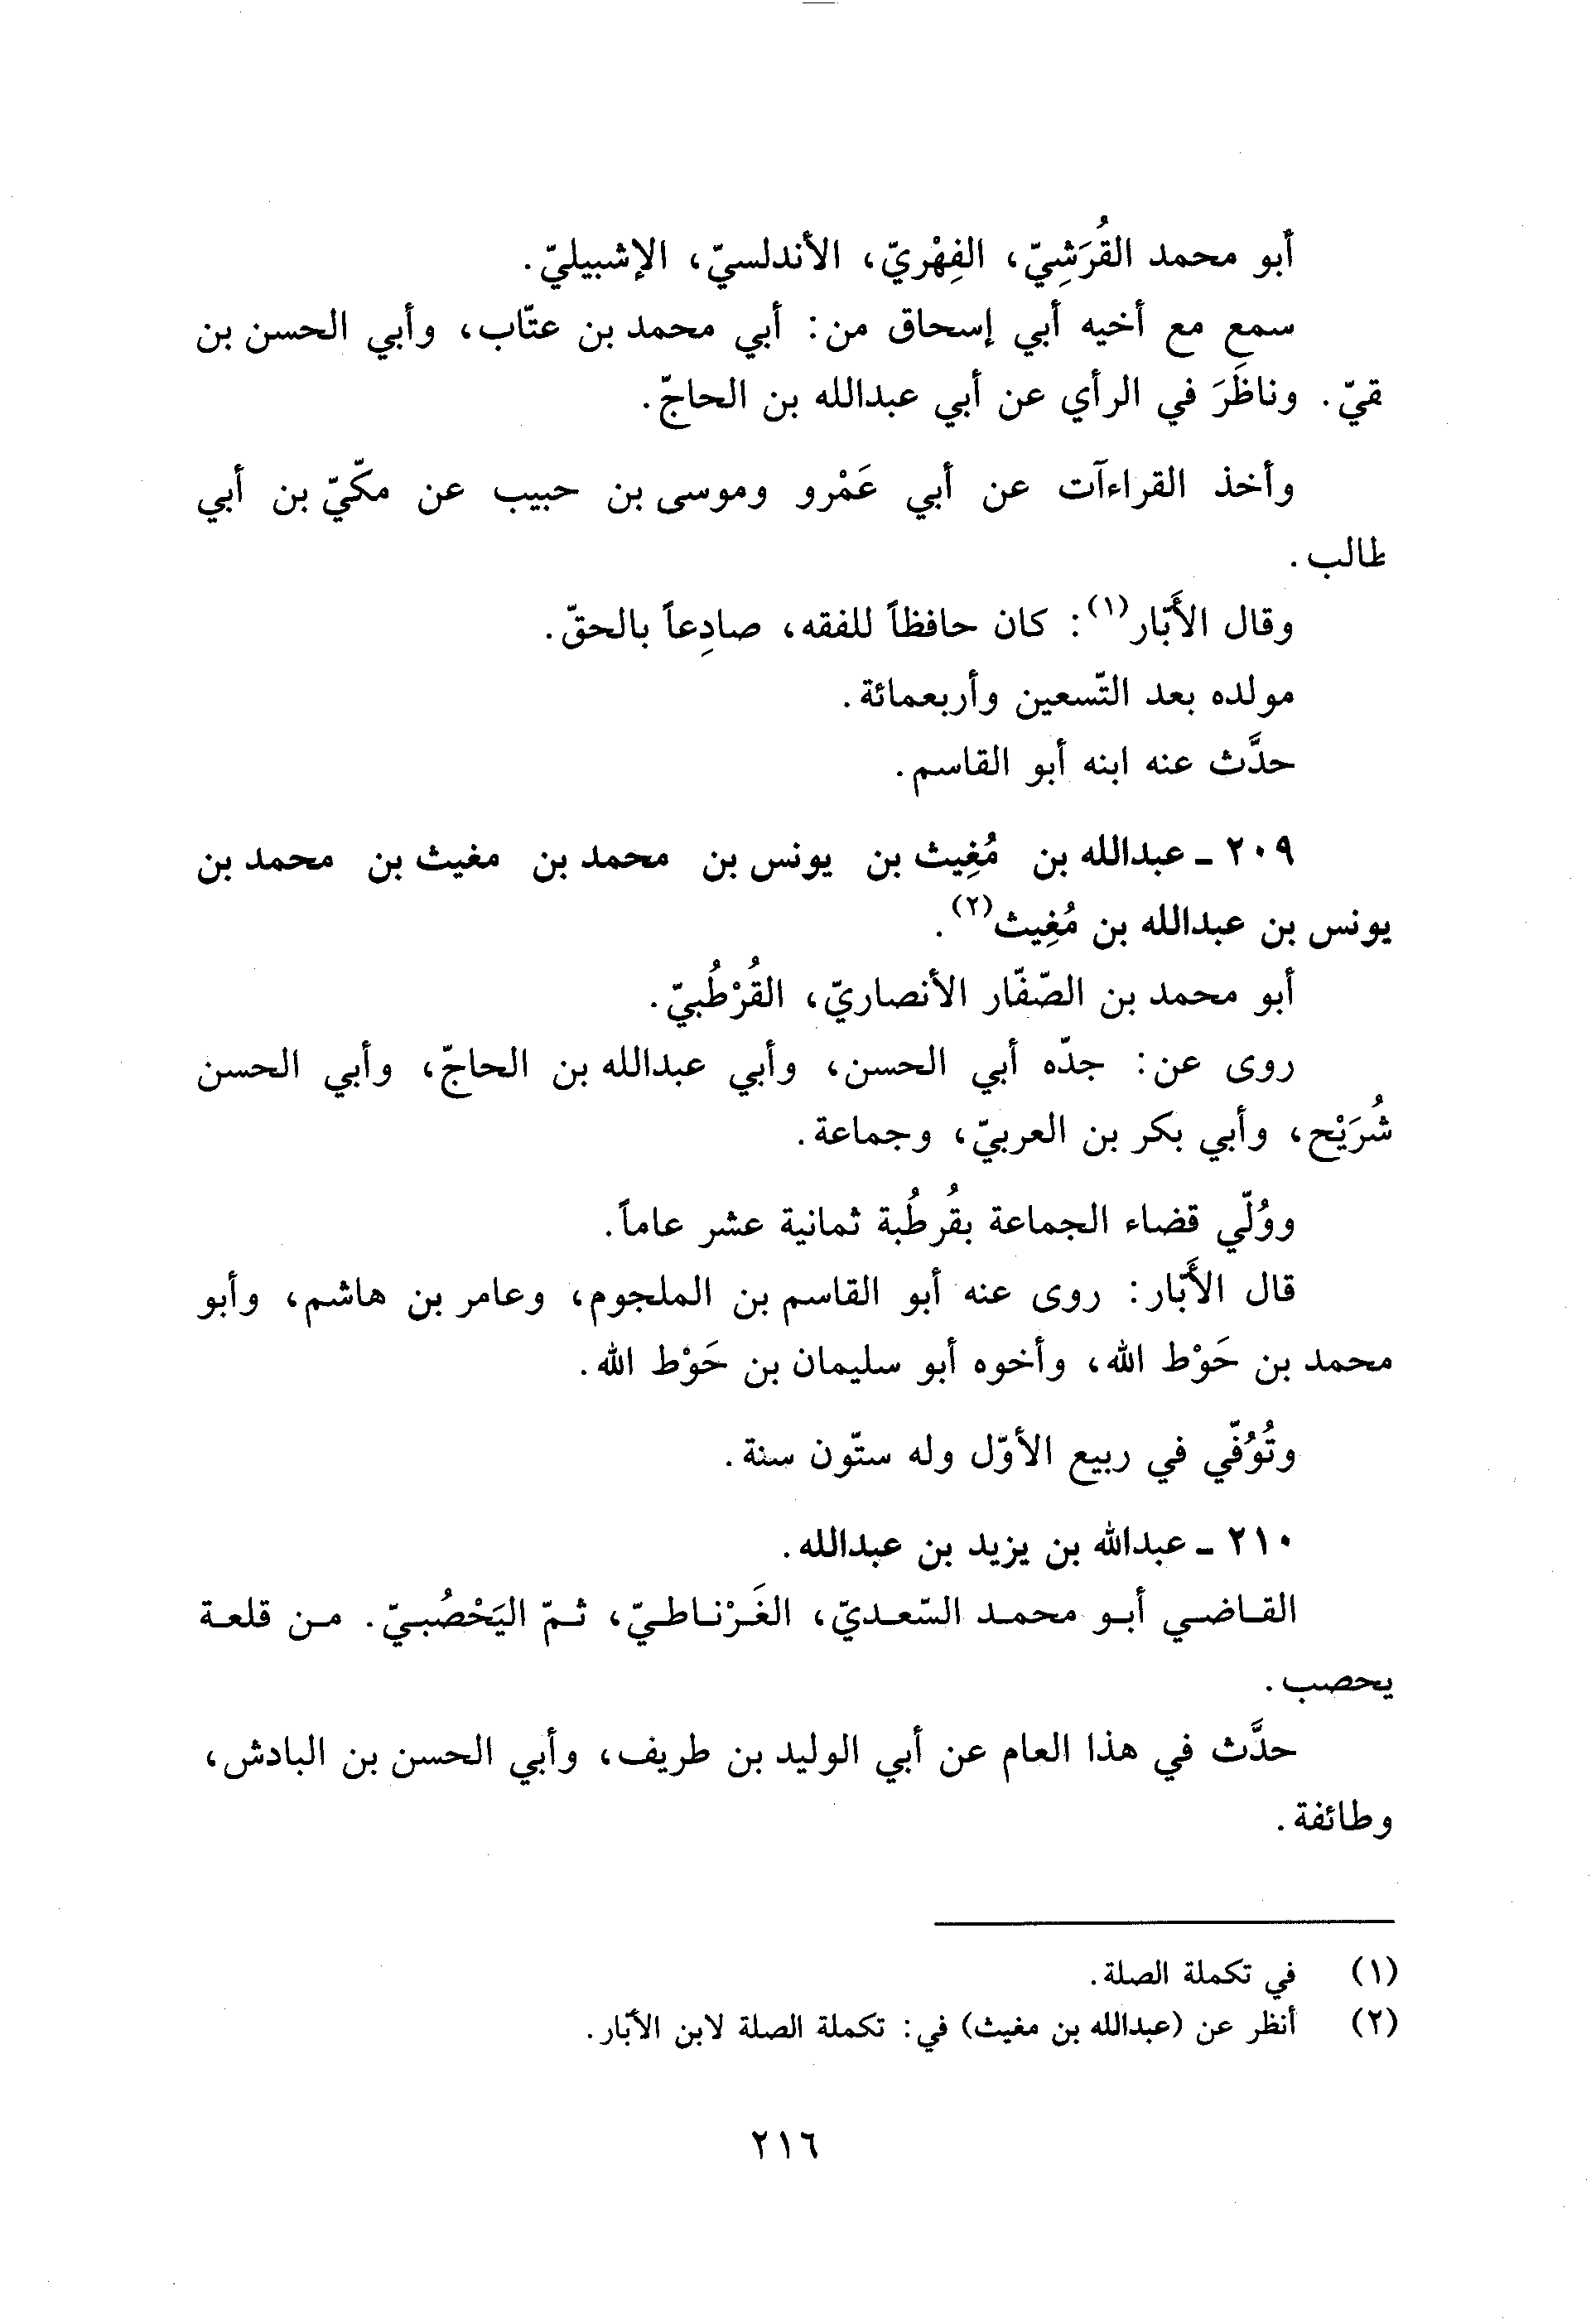 أبو محمد القُرَشِيّ، الفِهْريّ، الأندلسيّ، الإشبيليّ.
سمع مع أخيه أبي إسحاق من: أبي محمد بن عتّاب، وأبي الحسن بن
قيّ. وناظَرَ في الرأي عن أبي عبدالله بن الحاجّ.
وأخذ القراءآت عن أبي عَمْرو وموسى بن حبيب عن مكّيّ بن أبي
طالب.
وقال الأَبّار(١): كان حافظاً للفقه، صادِعاً بالحقّ.
مولده بعد التّسعين وأربعمائة.
حدَّث عنه ابنه أبو القاسم.
٢٠٩ - عبدالله بن مُغِيث بن يونس بن محمد بن مغيث بن محمد بن
يونس بن عبدالله بن مُغِيث(٢).
أبو محمد بن الصّفّار الأنصاريّ، القُرْطُبيّ.
روى عن: جدّه أبي الحسن، وأبي عبدالله بن الحاجّ، وأبي الحسن
شُرَيْح، وأبي بكر بن العربيّ، وجماعة.
ووُلّي قضاء الجماعة بقُرطُبة ثمانية عشر عاماً.
قال الأَبّار: روى عنه أبو القاسم بن الملجوم، وعامر بن هاشم، وأبو
محمد بن حَوْط الله، وأخوه أبو سليمان بن حَوْط الله.
وتُوُفّي في ربيع الأوّل وله ستّون سنة.
٢١٠ - عبدالله بن يزيد بن عبدالله.
القاضي أبو محمد السّعديّ، الغَرْناطيّ، ثمّ اليَحْصُبيّ. من قلعة
يحصب.
حدَّث في هذا العام عن أبي الوليد بن طريف، وأبي الحسن بن البادش،
وطائفة.
(١) في تكملة الصلة.
(٢) أنظر عن (عبدالله بن مغيث) في: تكملة الصلة لابن الأبّار.
٢١٦